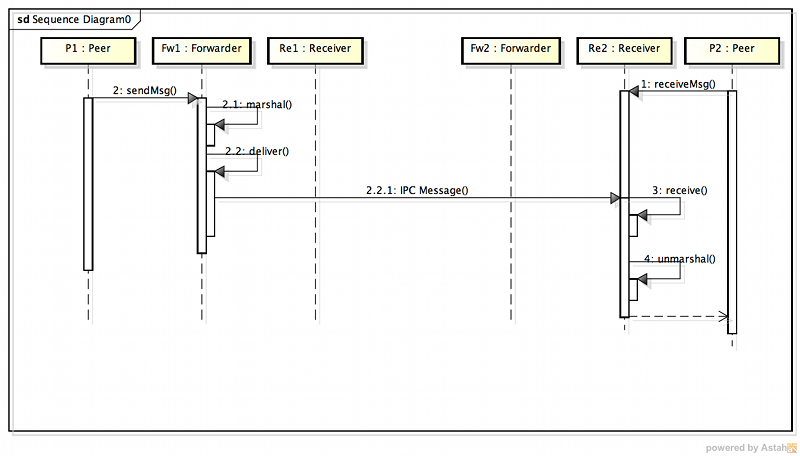 sd Sequence Diagram0
P1 : Peer
Fw1 : Forwarder
Re1 : Receiver
Fw2 : Forwarder
Re2 : Receiver
P2 : Peer
1: receiveMsg()
2: sendMsg()
2.1: marshal()
2.2: deliver()
2.2.1: IPC Message()
3: receive()
4: unmarshal()
powered by Astah